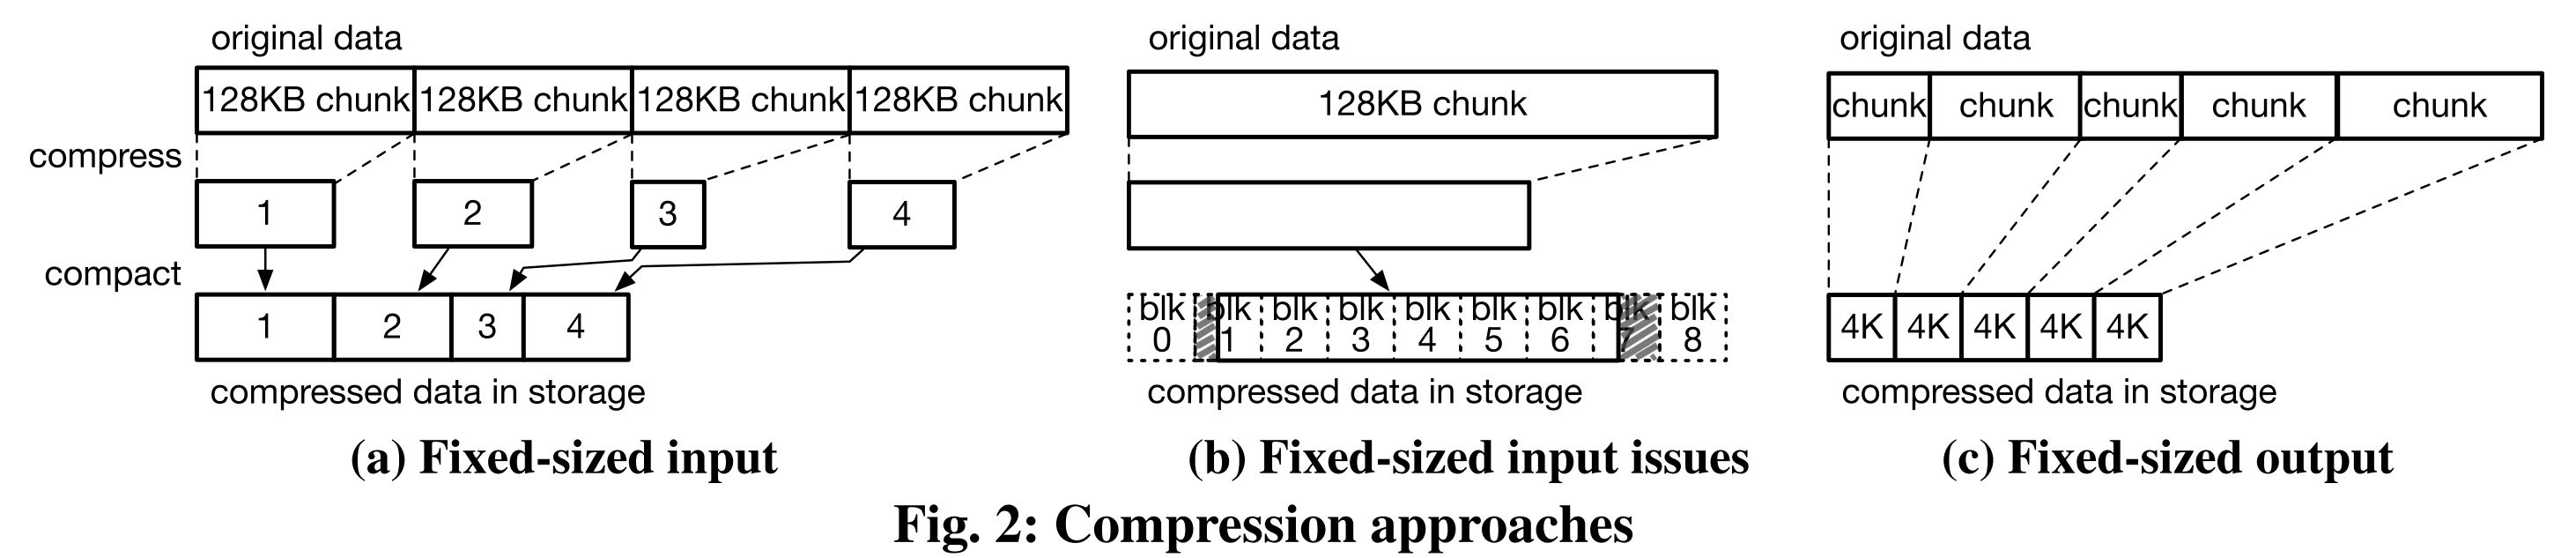 original data
128KB chunk 128KB chunk 128KB chunk 128KB chunk
compress
1 2 3 4
compact
1 2 3 4
compressed data in storage
(a) Fixed-sized input
original data
128KB chunk
blk blk blk blk blk blk blk blk blk
0 1 2 3 4 5 6 7 8
compressed data in storage
(b) Fixed-sized input issues
original data
chunk chunk chunk chunk chunk
4K 4K 4K 4K 4K
compressed data in storage
(c) Fixed-sized output
Fig. 2: Compression approaches